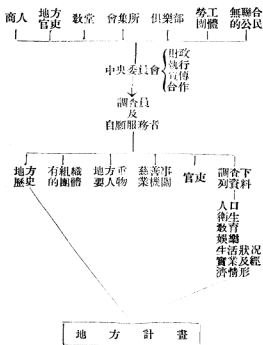 商人 地方官吏 教堂 會集所 俱樂部 勞工團體 無聯合的公民
中央委員會 財政 執行 宣傳 合作
調查員
及
自願服務者
地方歷史 有組織的團體 地方重要人物 慈善事業機關 官吏 調查下列資料
人口
衛生
教育
娛樂
生活狀況
實業及經濟情形
地方計畫